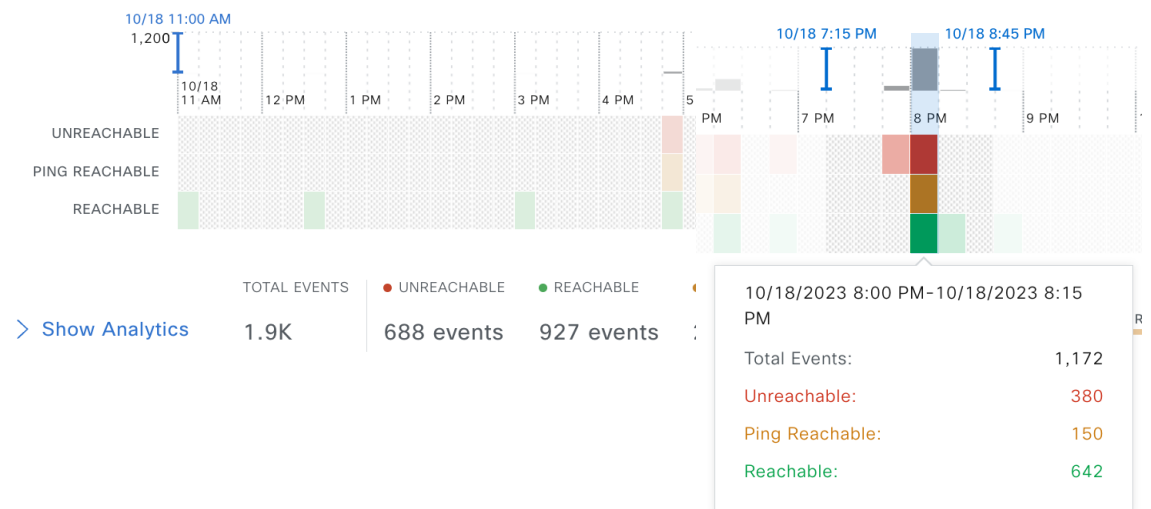 10/18 11:00 AM
1,200
10/18
11 AM
12 PM
1 PM
2 PM
3 PM
4 PM
5
UNREACHABLE
PING REACHABLE
REACHABLE
10/18 7:15 PM
10/18 8:45 PM
PM
7 PM
8 PM
9 PM
Show Analytics
TOTAL EVENTS
1.9K
UNREACHABLE
688 events
REACHABLE
927 events
10/18/2023 8:00 PM-10/18/2023 8:15
PM
Total Events: 1,172
Unreachable: 380
Ping Reachable: 150
Reachable: 642
R